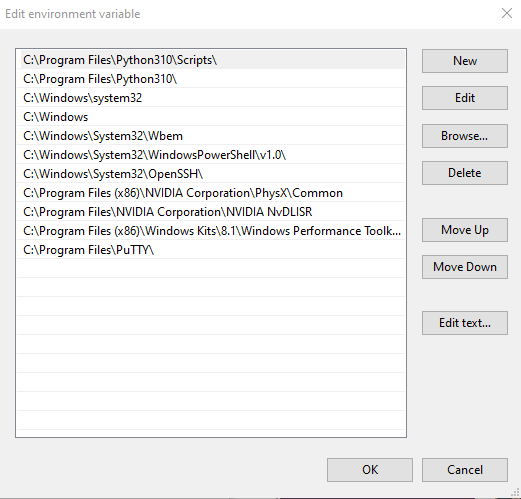 Edit environment variable
C:\Program Files\Python310\Scripts\
C:\Program Files\Python310\
C:\Windows\system32
C:\Windows
C:\Windows\System32\Wbem
C:\Windows\System32\WindowsPowerShell\v1.0\
C:\Windows\System32\OpenSSH\
C:\Program Files (x86)\NVIDIA Corporation\PhysX\Common
C:\Program Files\NVIDIA Corporation\NVIDIA NvDLISR
C:\Program Files (x86)\Windows Kits\8.1\Windows Performance Toolk...
C:\Program Files\PuTTY\
New
Edit
Browse...
Delete
Move Up
Move Down
Edit text...
OK
Cancel